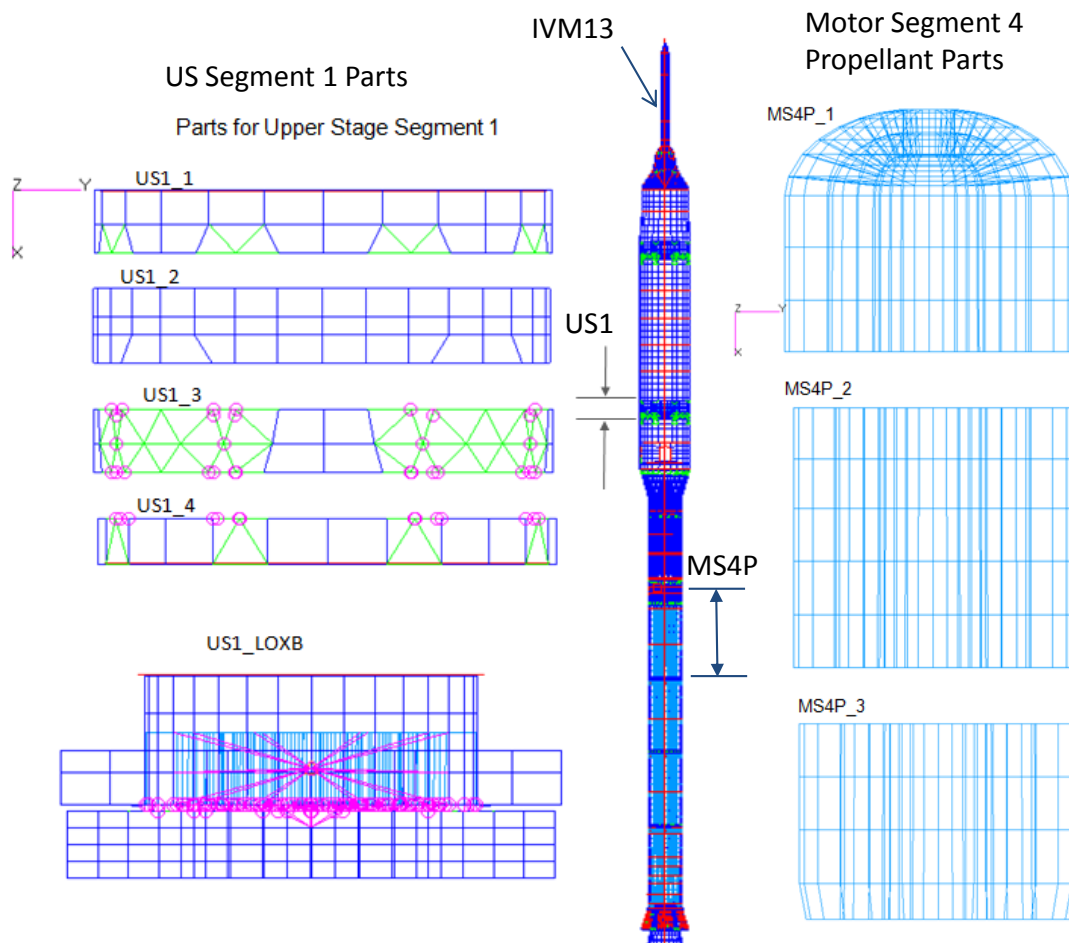 IVM13
Motor Segment 4
Propellant Parts
US Segment 1 Parts
Parts for Upper Stage Segment 1
MS4P_1
US1_1
Z
Y
X
US1_2
US1
Z
Y
X
US1_3
MS4P_2
US1_4
MS4P
US1_LOXB
MS4P_3